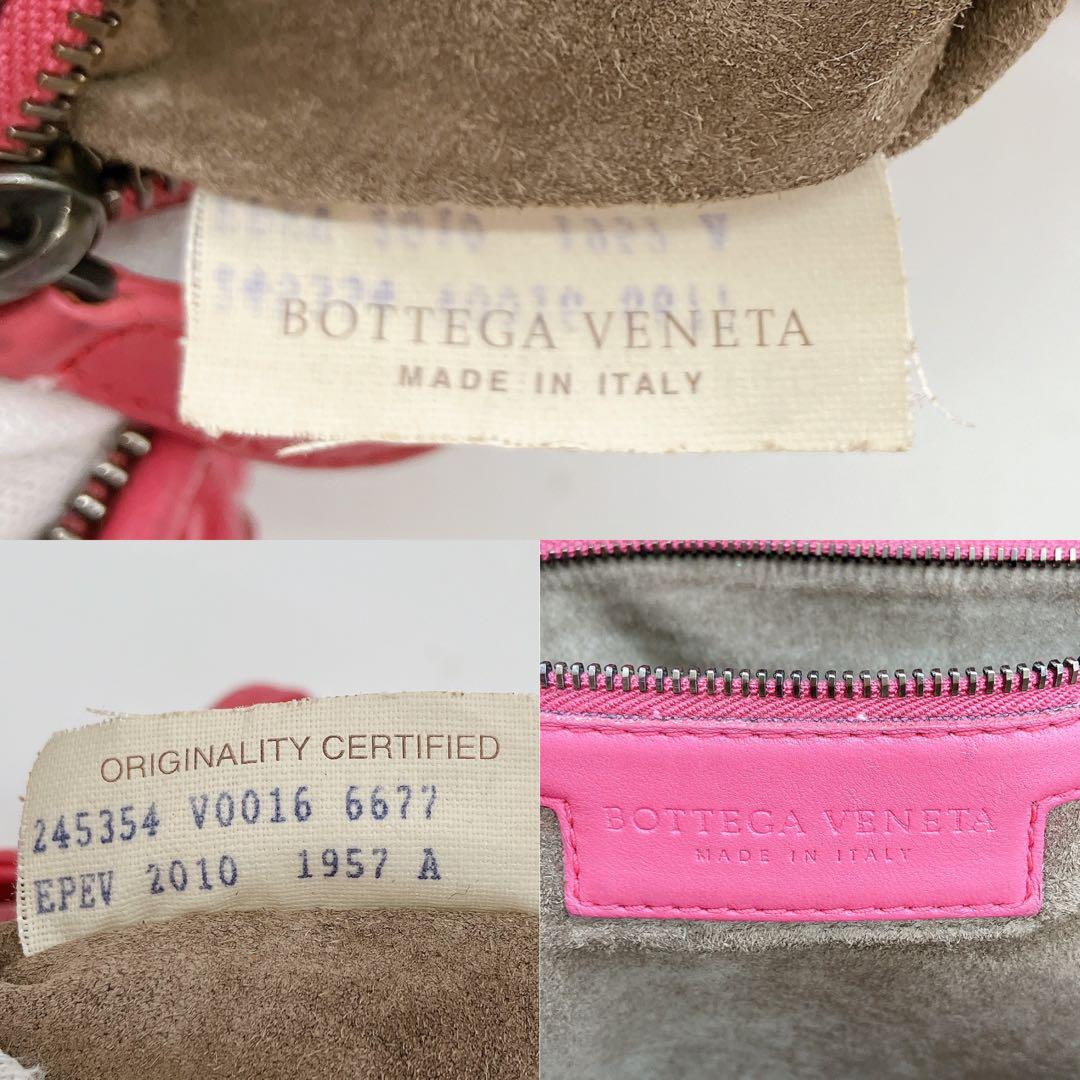 BOTTEGA VENETA
MADE IN ITALY
ORIGINALITY CERTIFIED
245354 V0016 6677
EPEV 2010 1957 A
BOTTEGA VENETA
MADE IN ITALY